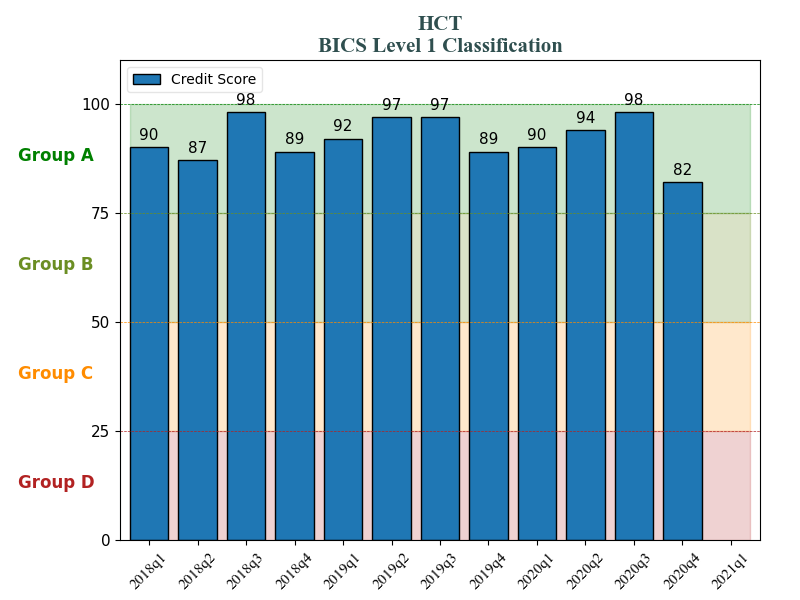 HCT
BICS Level 1 Classification
Credit Score
100
75
50
25
0
Group A
Group B
Group C
Group D
90
87
98
89
92
97
97
89
90
94
98
82
2018q1
2018q2
2018q3
2018q4
2019q1
2019q2
2019q3
2019q4
2020q1
2020q2
2020q3
2020q4
2021q1